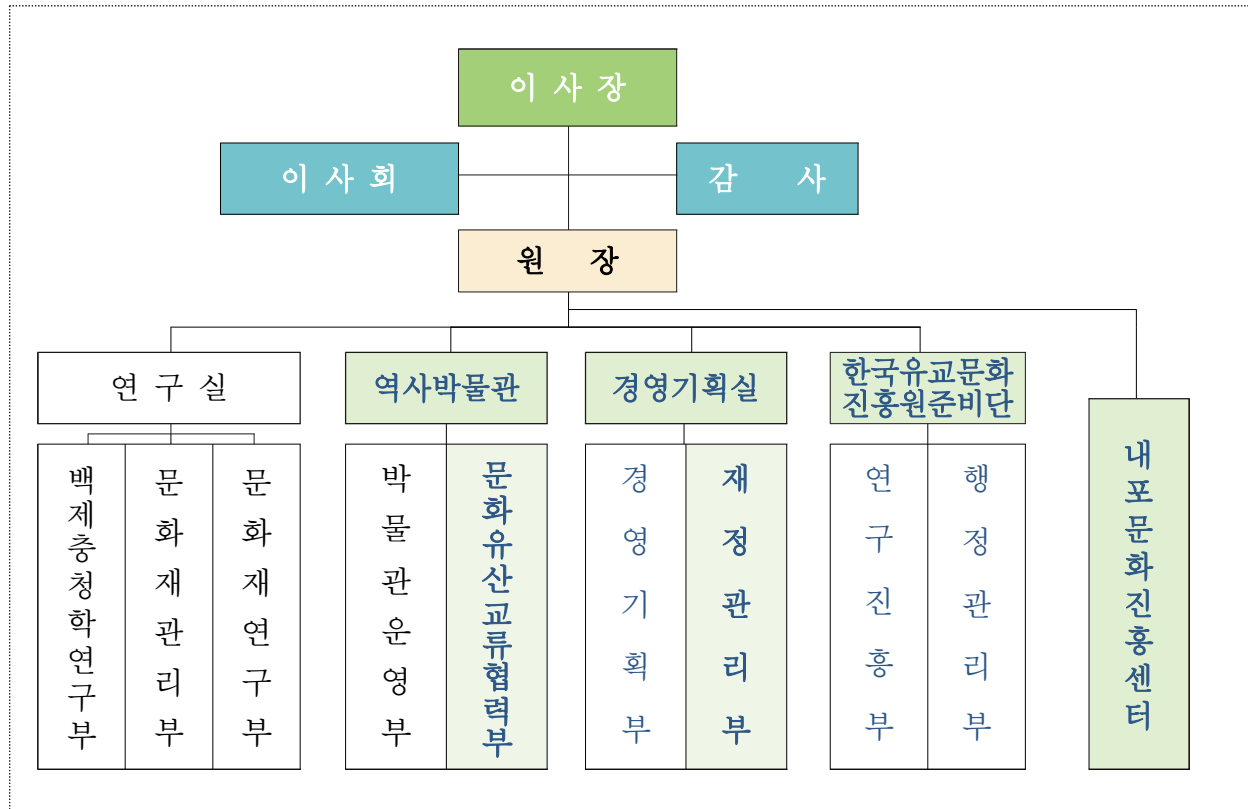 이 사 장
이 사 회
감 사
원 장
연 구 실
역사박물관
경영기획실
한국유교문화
진흥원준비단
내포문화진흥센터
백제충청학연구부
문화재관리부
문화재연구부
박물관운영부
문화유산교류협력부
경영기획부
재정관리부
연구진흥부
행정관리부